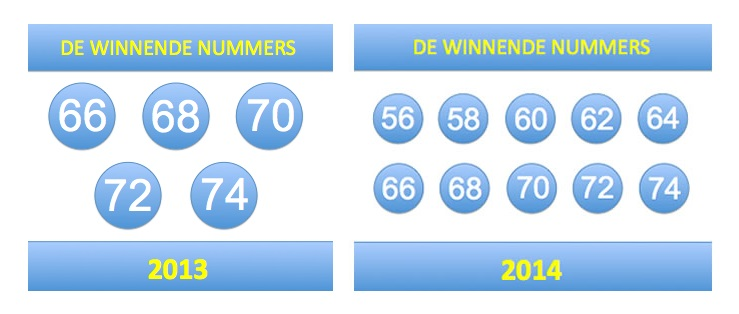 DE WINNENDE NUMMERS
66 68 70
72 74
2013
DE WINNENDE NUMMERS
56 58 60 62 64
66 68 70 72 74
2014